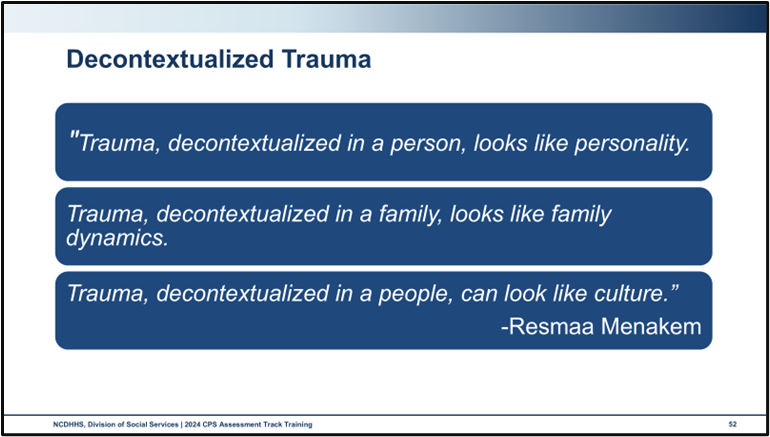 Decontextualized Trauma
"Trauma, decontextualized in a person, looks like personality.
Trauma, decontextualized in a family, looks like family
dynamics.
Trauma, decontextualized in a people, can look like culture.”
-Resmaa Menakem
NCDHHS, Division of Social Services | 2024 CPS Assessment Track Training
52